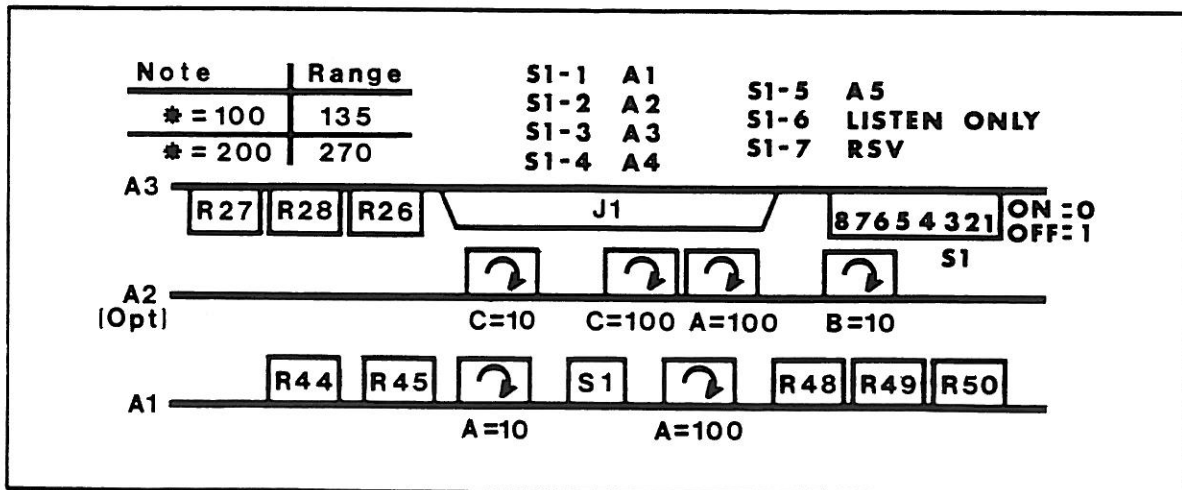 Note Range
✱ = 100 135
✱ = 200 270
S1-1 A1
S1-2 A2
S1-3 A3
S1-4 A4
S1-5 A5
S1-6 LISTEN ONLY
S1-7 RSV
A3 R27 R28 R26 J1 87654321 ON =0
OFF= 1
S1
A2
(Opt)
C=10 C=100 A=100 B=10
A1 R44 R45 S1 R48 R49 R50
A=10 A=100